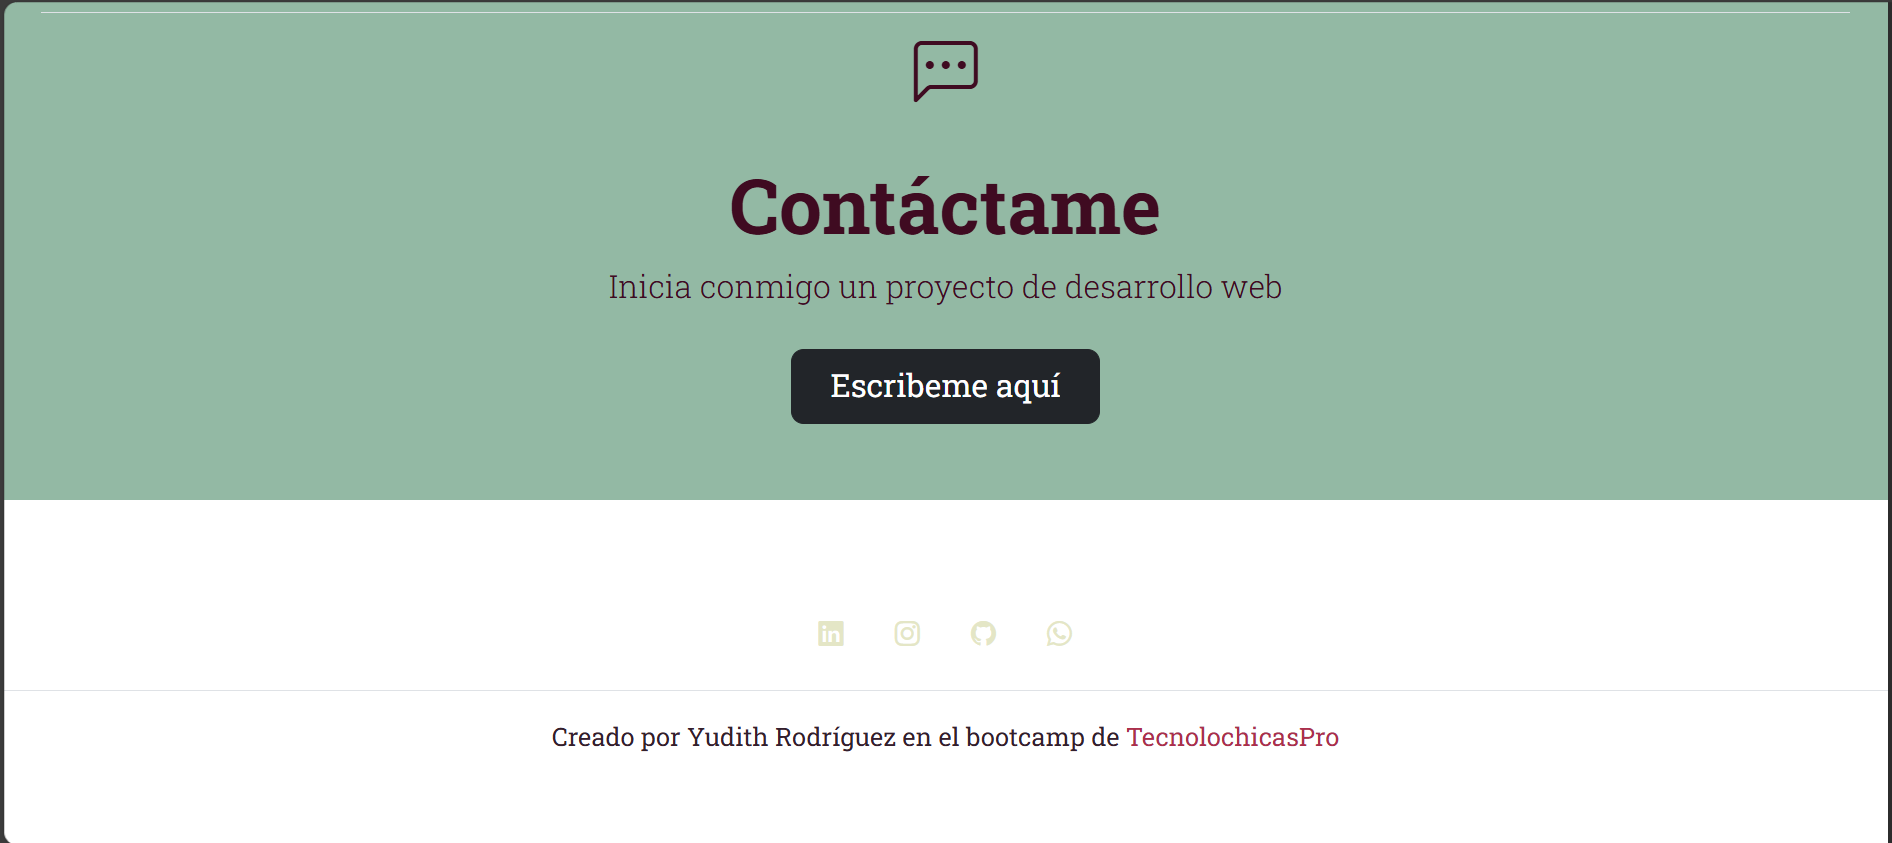 Contáctame
Inicia conmigo un proyecto de desarrollo web
Escribeme aquí
in
Creado por Yudith Rodríguez en el bootcamp de TecnolochicasPro